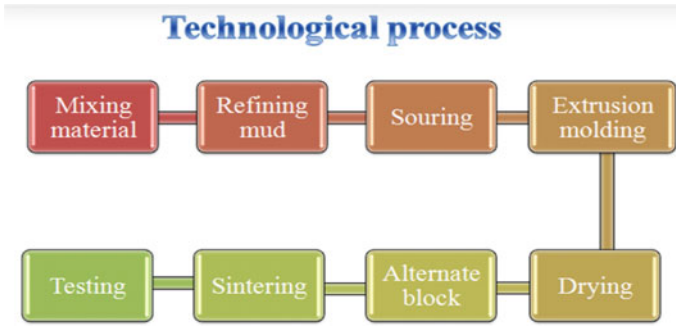 Technological process
Mixing
material
Refining
mud
Souring
Extrusion
molding
Drying
Alternate
block
Sintering
Testing